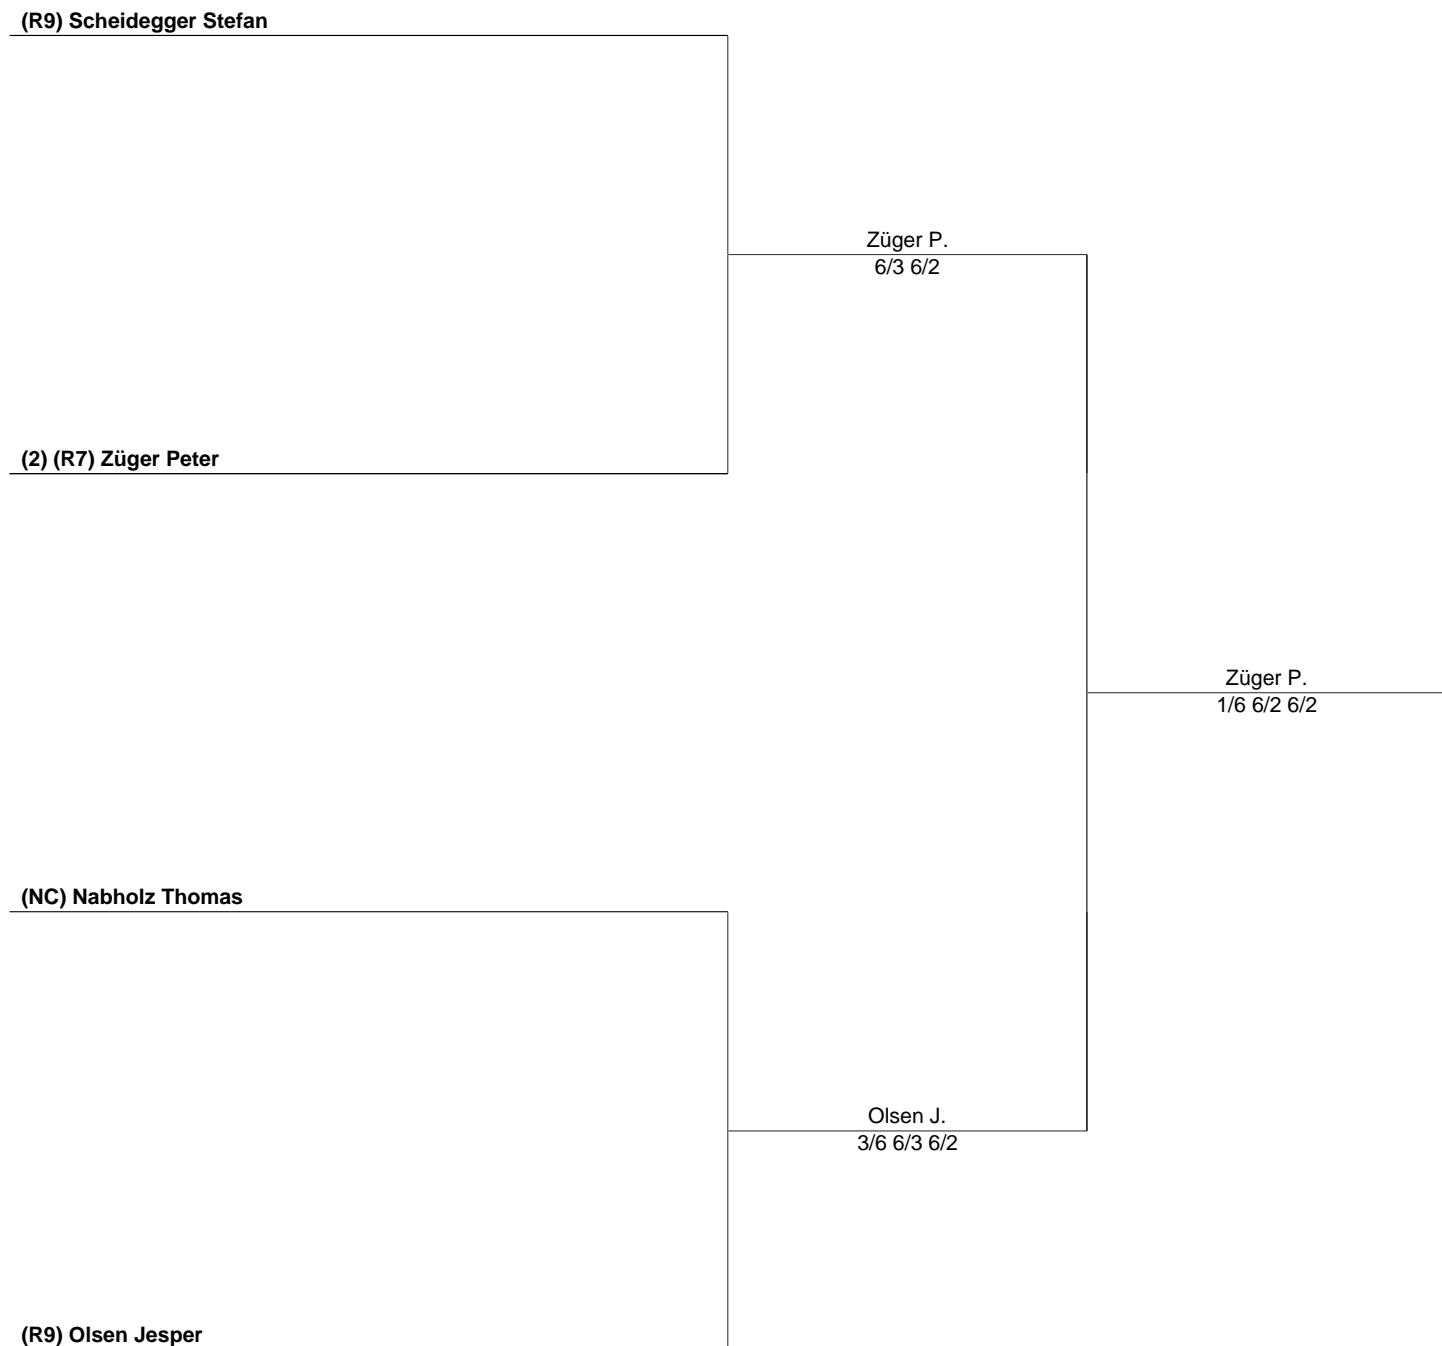 (R9) Scheidegger Stefan
Züger P.
6/3 6/2
(2) (R7) Züger Peter
Züger P.
1/6 6/2 6/2
(NC) Nabholz Thomas
Olsen J.
3/6 6/3 6/2
(R9) Olsen Jesper